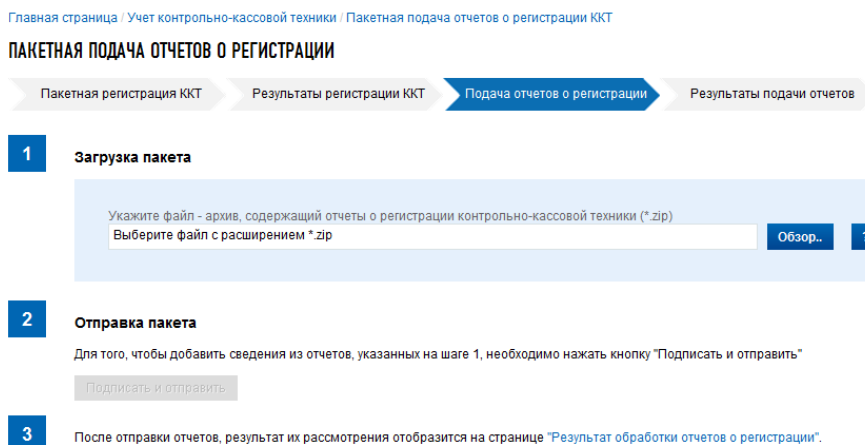 Главная страница / Учет контрольно-кассовой техники / Пакетная подача отчетов о регистрации ККТ
ПАКЕТНАЯ ПОДАЧА ОТЧЕТОВ О РЕГИСТРАЦИИ
Пакетная регистрация ККТ Результаты регистрации ККТ Подача отчетов о регистрации Результаты подачи отчетов
1 Загрузка пакета
Укажите файл - архив, содержащий отчеты о регистрации контрольно-кассовой техники (*.zip)
Выберите файл с расширением *.zip Обзор..
2 Отправка пакета
Для того, чтобы добавить сведения из отчетов, указанных на шаге 1, необходимо нажать кнопку "Подписать и отправить"
Подписать и отправить
3 После отправки отчетов, результат их рассмотрения отобразится на странице "Результат обработки отчетов о регистрации".